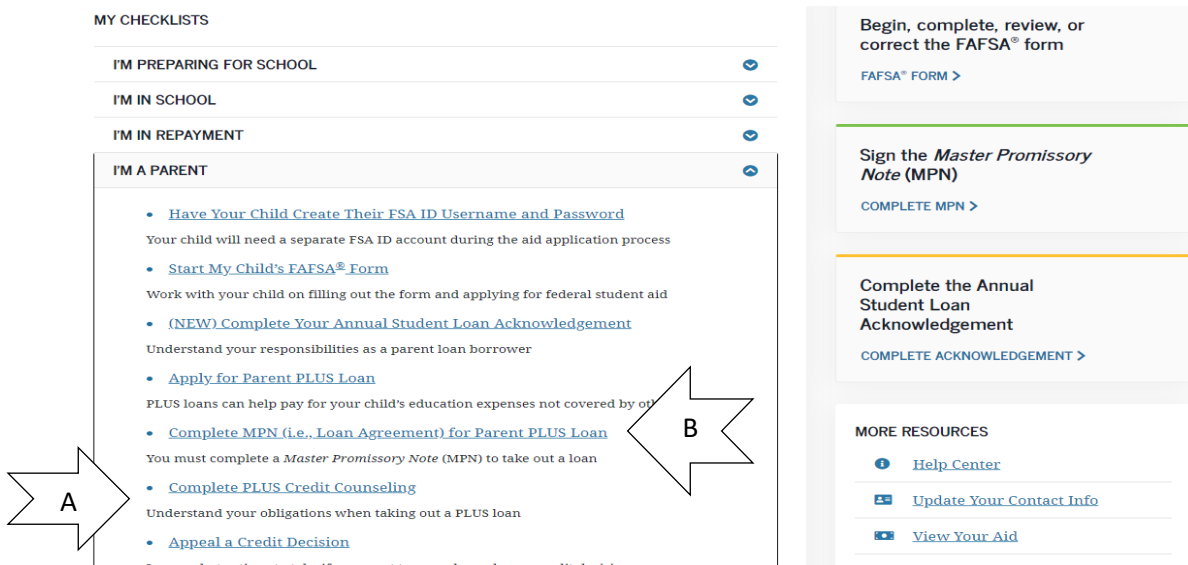 MY CHECKLISTS
I'M PREPARING FOR SCHOOL
I'M IN SCHOOL
I'M IN REPAYMENT
I'M A PARENT
• Have Your Child Create Their FSA ID Username and Password
Your child will need a separate FSA ID account during the aid application process
• Start My Child's FAFSA® Form
Work with your child on filling out the form and applying for federal student aid
• (NEW) Complete Your Annual Student Loan Acknowledgement
Understand your responsibilities as a parent loan borrower
• Apply for Parent PLUS Loan
PLUS loans can help pay for your child's education expenses not covered by
• Complete MPN (i.e., Loan Agreement) for Parent PLUS Loan
B
You must complete a Master Promissory Note (MPN) to take out a loan
• Complete PLUS Credit Counseling
A
Understand your obligations when taking out a PLUS loan
• Appeal a Credit Decision
Begin, complete, review, or
correct the FAFSA® form
FAFSA® FORM >
Sign the Master Promissory
Note (MPN)
COMPLETE MPN >
Complete the Annual
Student Loan
Acknowledgement
COMPLETE ACKNOWLEDGEMENT >
MORE RESOURCES
Help Center
Update Your Contact Info
View Your Aid